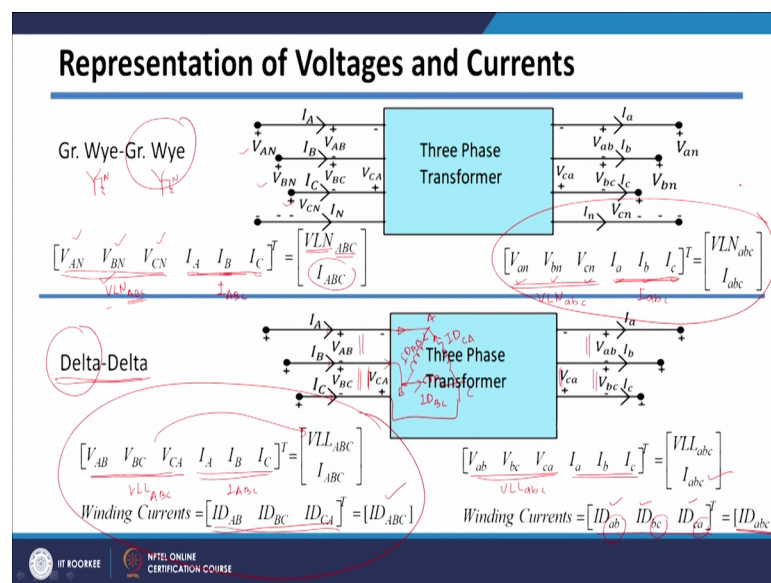 Representation of Voltages and Currents
Gr. Wye-Gr. Wye
N N
I_A V_AN V_AB
I_B V_BN V_BC V_CA
I_C V_CN
I_N
Three Phase
Transformer
I_a V_ab V_an
I_b V_bc V_ca V_bn
I_c V_cn
I_n
[V_AN V_BN V_CN I_A I_B I_C]^T = [VLN_ABC I_ABC]
VLN_ABC I_ABC
[V_an V_bn V_cn I_a I_b I_c]^T = [VLN_abc I_abc]
VLN_abc I_abc
Delta-Delta
I_A V_AB
I_B V_BC V_CA
I_C
Three Phase
Transformer
A B C ID_AB ID_BC ID_CA
I_a V_ab
I_b V_bc V_ca
I_c
[V_AB V_BC V_CA I_A I_B I_C]^T = [VLL_ABC I_ABC]
VLL_ABC I_ABC
Winding Currents = [ID_AB ID_BC ID_CA]^T = [ID_ABC]
[V_ab V_bc V_ca I_a I_b I_c]^T = [VLL_abc I_abc]
VLL_abc
Winding Currents = [ID_ab ID_bc ID_ca]^T = [ID_abc]
IIT ROORKEE
NPTEL ONLINE
CERTIFICATION COURSE